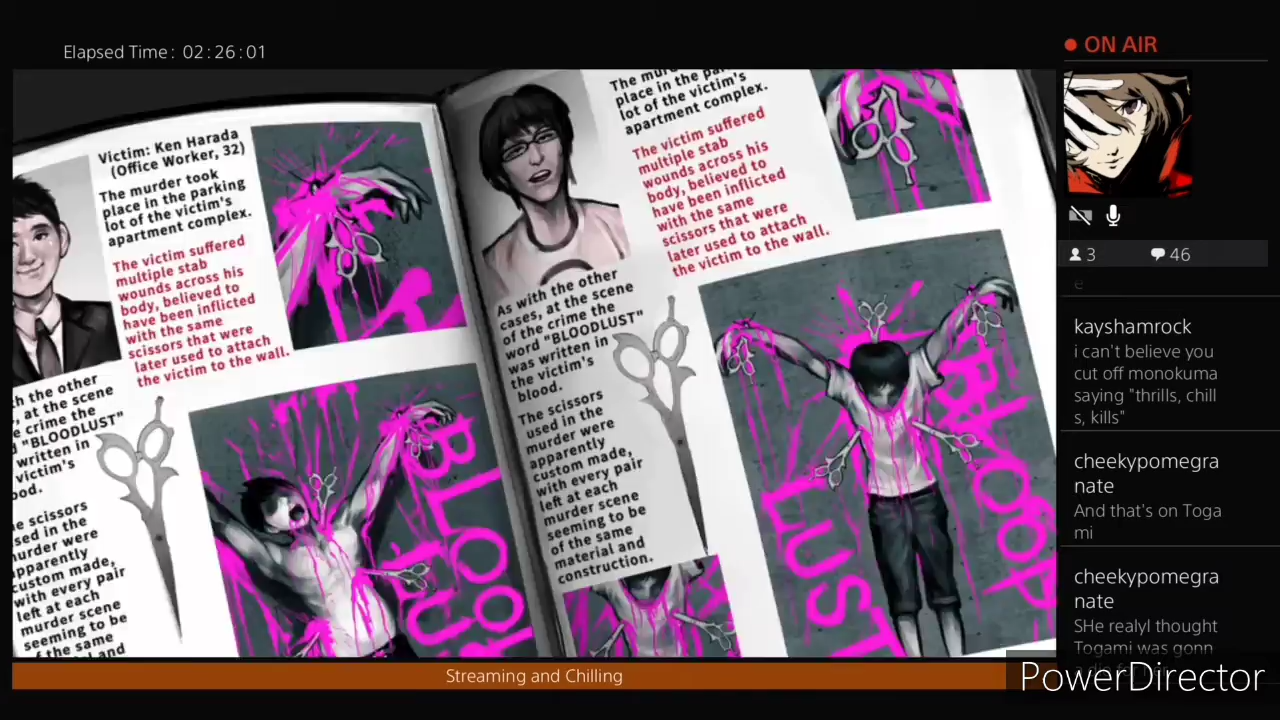 Elapsed Time: 02:26:01
ON AIR
Victim: Ken Harada
(Office Worker, 32)
The murder took
place in the parking
lot of the victim's
apartment complex.
The victim suffered
multiple stab
wounds across his
body, believed to
have been inflicted
with the same
scissors that were
later used to attach
the victim to the wall.
the other
, at the scene
crime the
"BLOODLUST"
written in
victim's
scissors
used in the
murder were
apparently
custom made,
with every pair
left at each
murder scene
seeming to be
of the same
and
BLOOD
LUS
The
place in the
lot of the victim's
apartment complex.
The victim suffered
multiple stab
wounds across his
body, believed to
have been inflicted
with the same
scissors that were
later used to attach
the victim to the wall.
As with the other
cases, at the scene
of the crime the
word "BLOODLUST"
was written in
the victim's
blood.
The scissors
used in the
murder were
apparently
custom made,
with every pair
left at each
murder scene
seeming to be
of the same
material and
construction.
BLOOD
LUST
3
46
e
kayshamrock
i can't believe you
cut off monokuma
saying "thrills, chill
s, kills"
cheekypomegra
nate
And that's on Toga
mi
cheekypomegra
nate
SHe realyl thought
Togami was gonn
Streaming and Chilling
PowerDirector